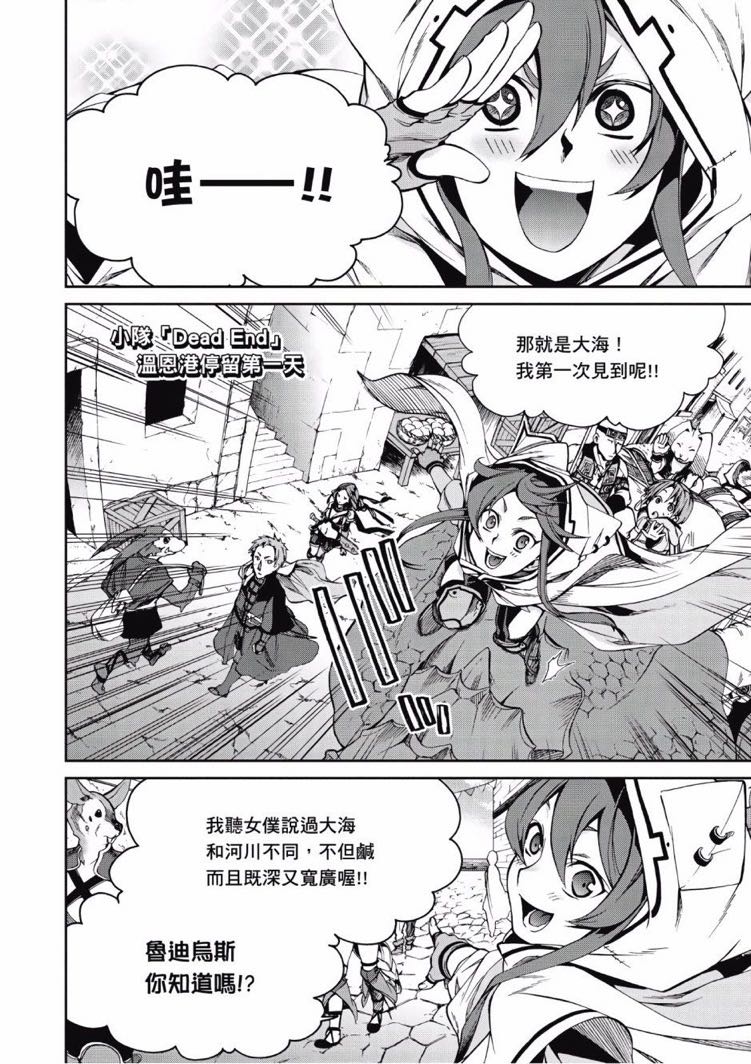 哇——!!
那就是大海！
我第一次見到呢!!
小隊「Dead End」
溫恩港停留第一天
我聽女僕說過大海
和河川不同，不但鹹
而且既深又寬廣喔!!
魯迪烏斯
你知道嗎!?